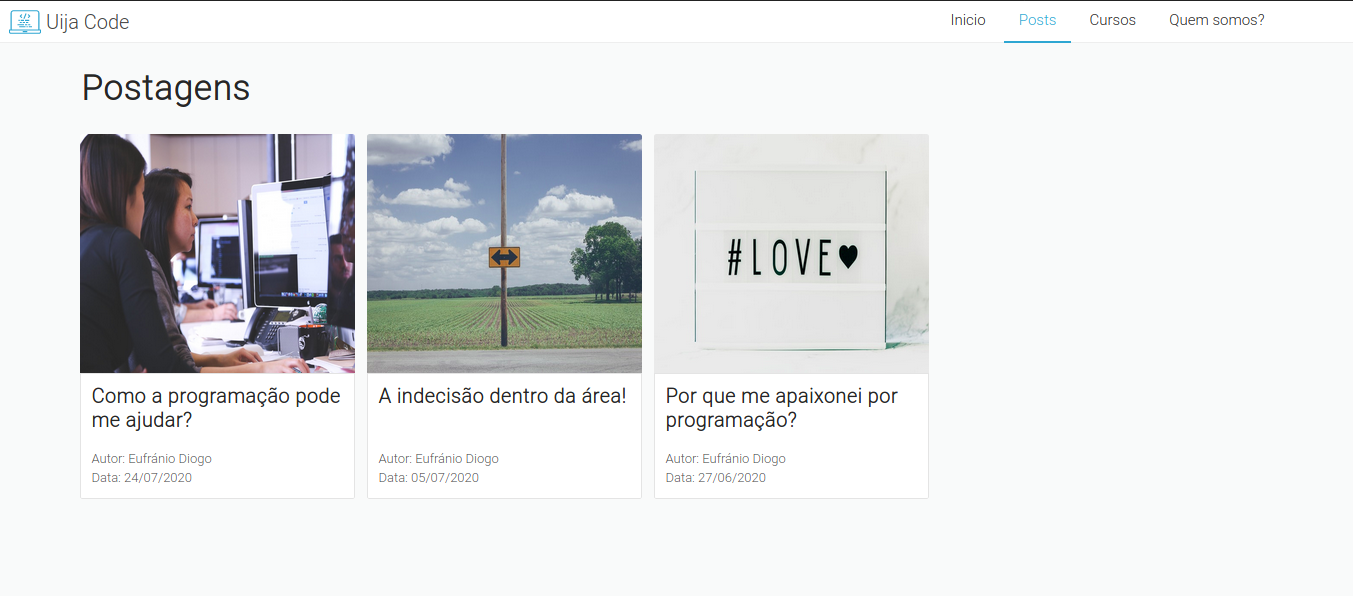 Uija Code
Inicio
Posts
Cursos
Quem somos?
Postagens
#LOVE♥
Como a programação pode
me ajudar?
Autor: Eufránio Diogo
Data: 24/07/2020
A indecisão dentro da área!
Autor: Eufránio Diogo
Data: 05/07/2020
Por que me apaixonei por
programação?
Autor: Eufránio Diogo
Data: 27/06/2020